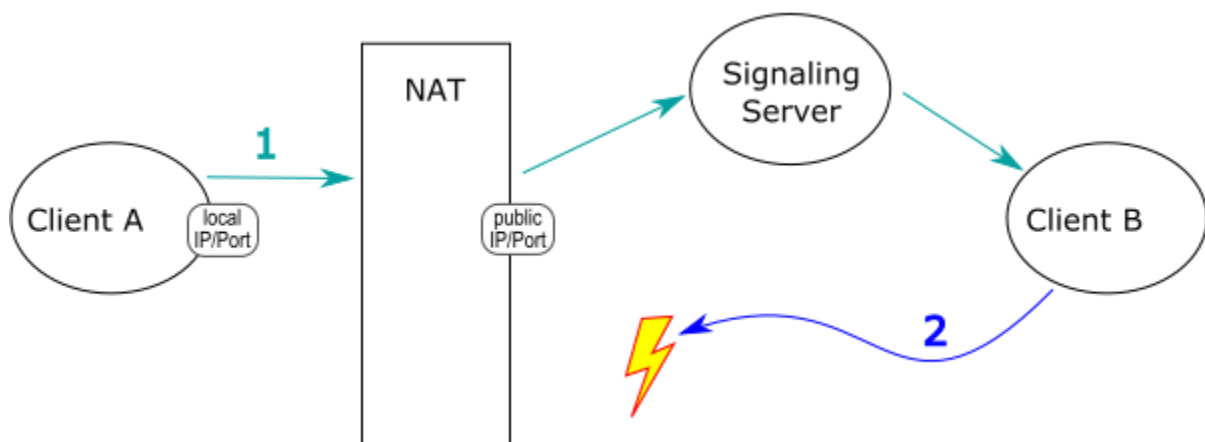 NAT
Signaling
Server
1
Client A
local
IP/Port
public
IP/Port
Client B
2